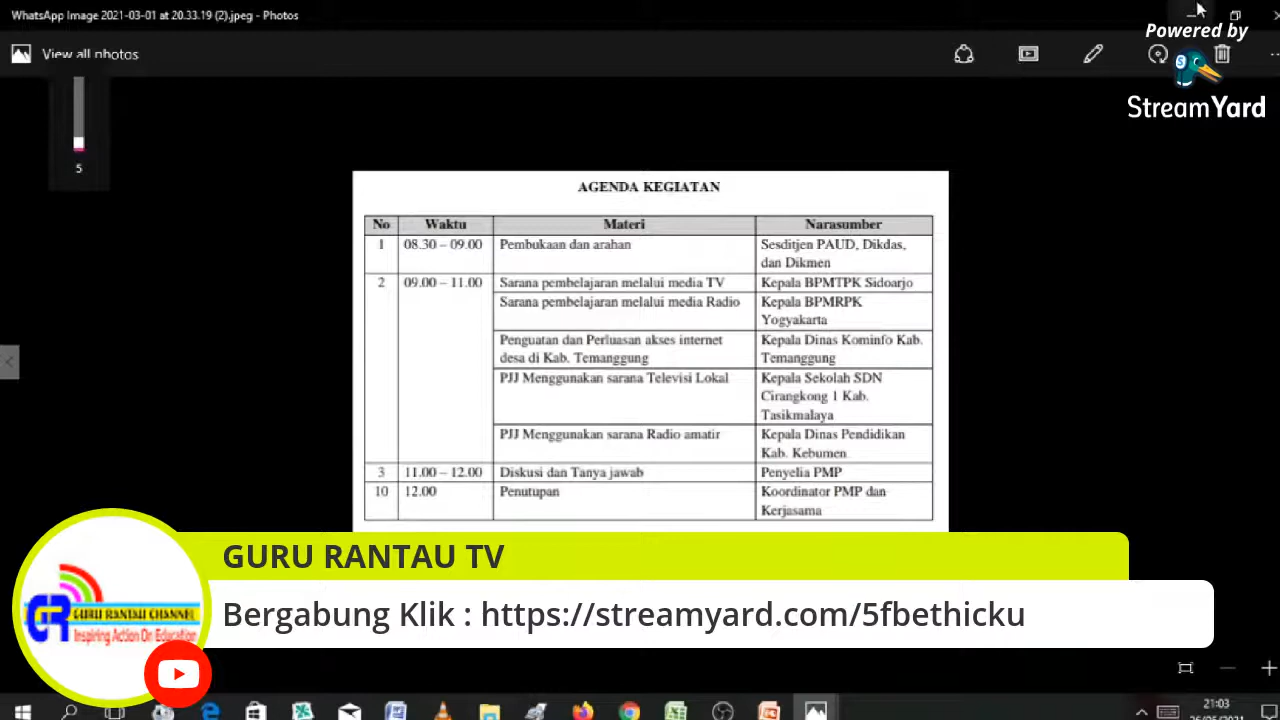 WhatsApp Image 2021-03-01 at 20.33.19 (2).jpeg - Photos
Powered by
StreamYard
View all photos
5
AGENDA KEGIATAN
No Waktu Materi Narasumber
1 08.30 – 09.00 Pembukaan dan arahan Sesditjen PAUD, Dikdas,
dan Dikmen
2 09.00 – 11.00 Sarana pembelajaran melalui media TV Kepala BPMTPK Sidoarjo
Sarana pembelajaran melalui media Radio Kepala BPMRPK
Yogyakarta
Penguatan dan Perluasan akses internet Kepala Dinas Kominfo Kab.
desa di Kab. Temanggung Temanggung
PJJ Menggunakan sarana Televisi Lokal Kepala Sekolah SDN
Cirangkong 1 Kab.
Tasikmalaya
PJJ Menggunakan sarana Radio amatir Kepala Dinas Pendidikan
Kab. Kebumen
3 11.00 – 12.00 Diskusi dan Tanya jawab Penyelia PMP
10 12.00 Penutupan Koordinator PMP dan
Kerjasama
GURU RANTAU TV
Bergabung Klik : https://streamyard.com/5fbethicku
GR GURU RANTAU CHANNEL
Inspiring Action On Education
21:03